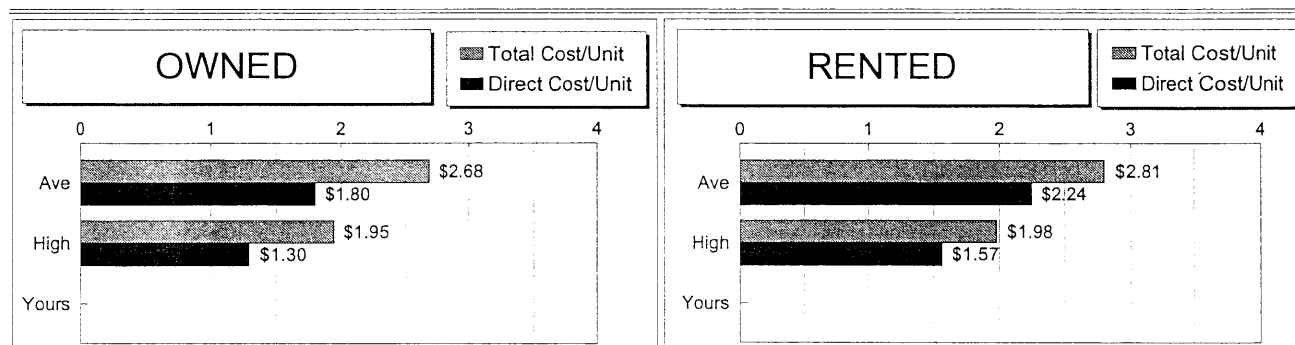 OWNED
Total Cost/Unit
Direct Cost/Unit
0 1 2 3 4
Ave
$2.68
$1.80
High
$1.95
$1.30
Yours
RENTED
Total Cost/Unit
Direct Cost/Unit
0 1 2 3 4
Ave
$2.81
$2.24
High
$1.98
$1.57
Yours